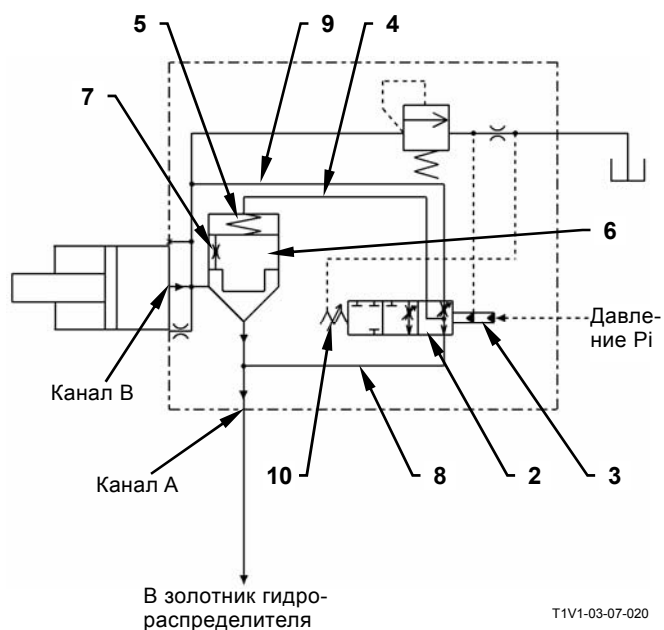 5
9
4
7
6
Давле-
ние Pi
Канал B
10
8
2
3
Канал A
В золотник гидро-
распределителя
T1V1-03-07-020